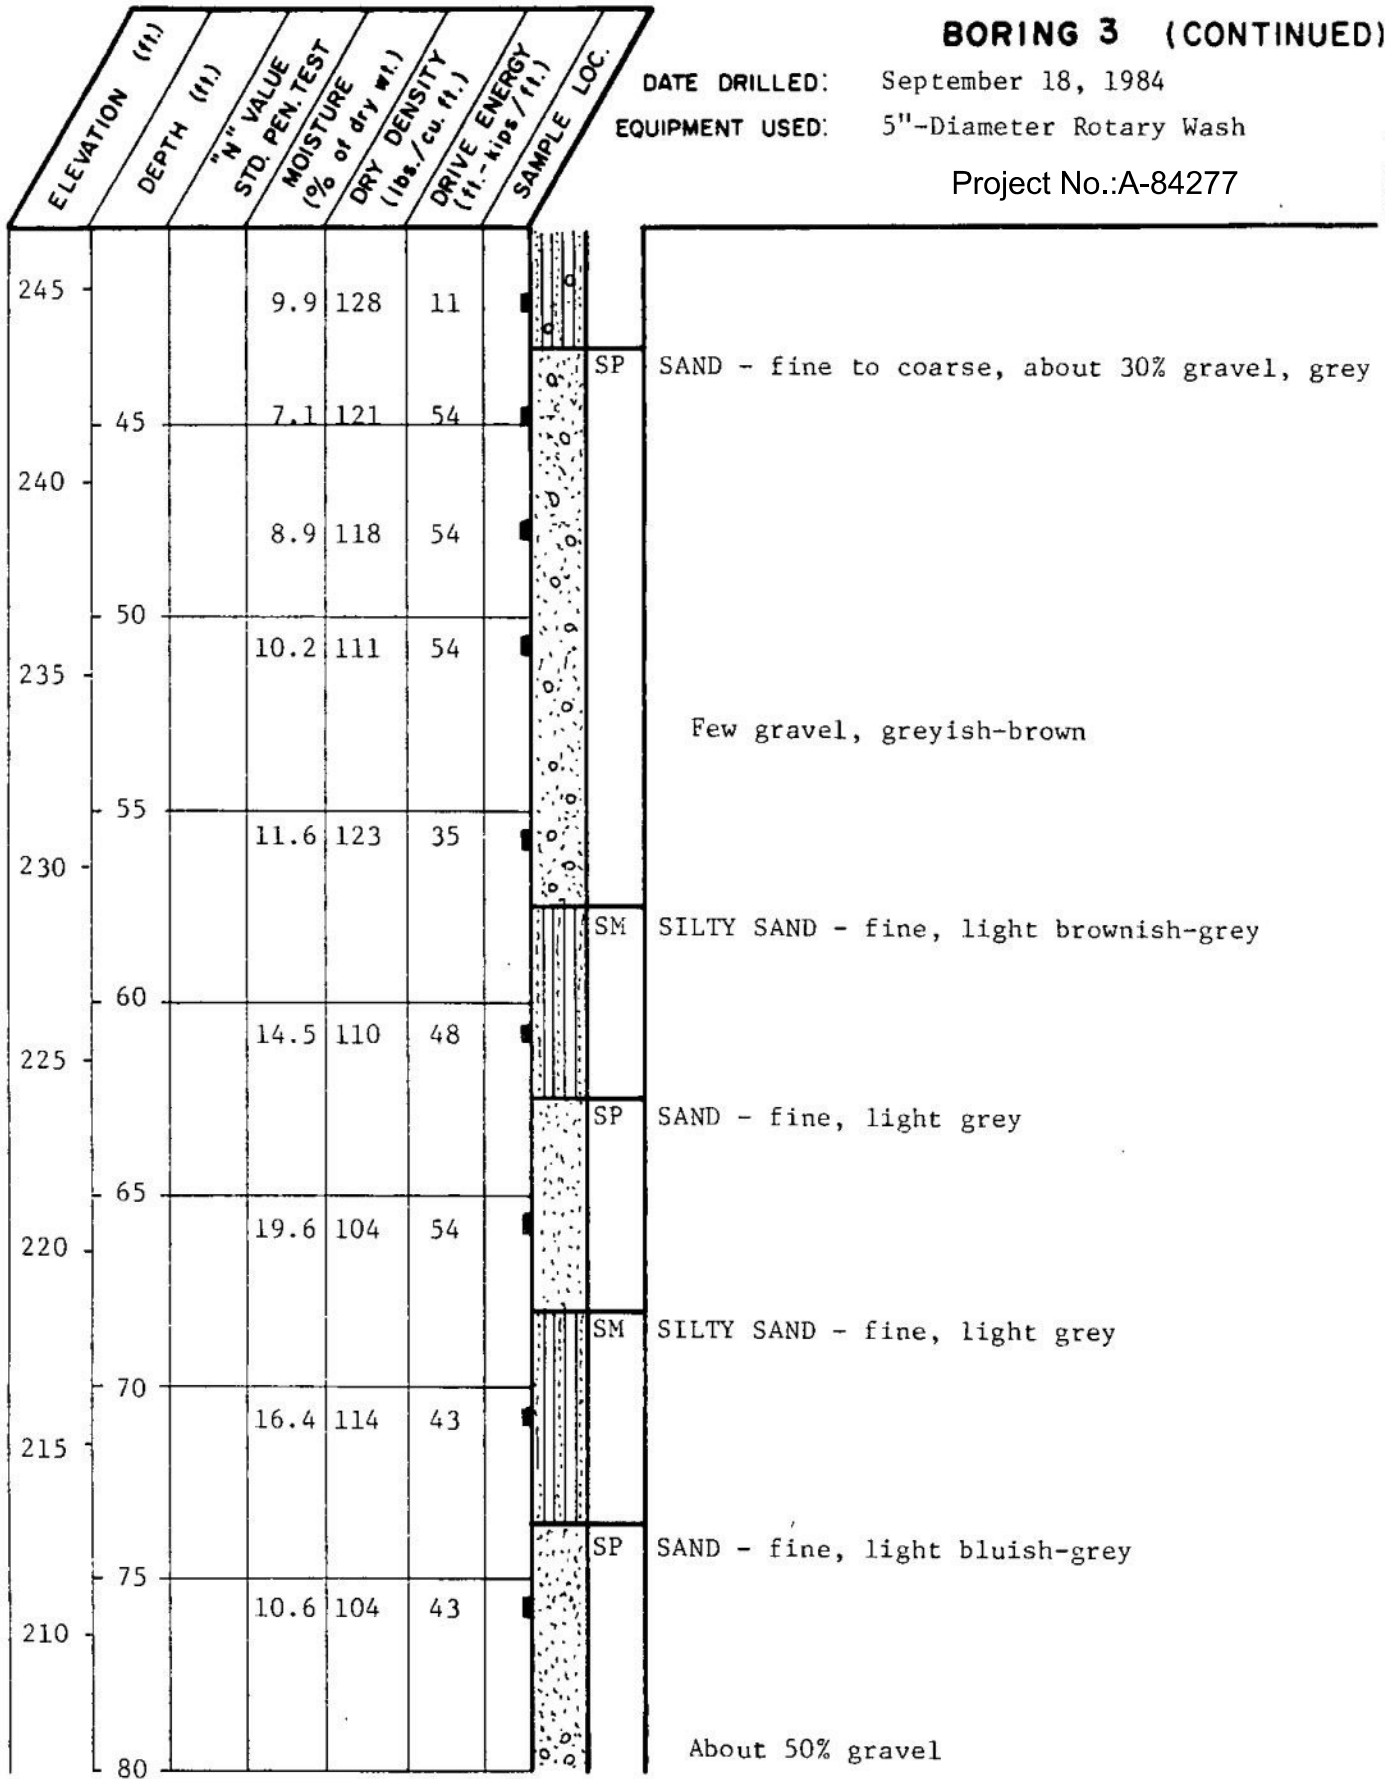 BORING 3 (CONTINUED)
DATE DRILLED: September 18, 1984
EQUIPMENT USED: 5"-Diameter Rotary Wash
Project No.:A-84277
ELEVATION (ft.)
DEPTH (ft.)
"N" VALUE
STD. PEN. TEST
MOISTURE
(% of dry wt.)
DRY DENSITY
(lbs./cu. ft.)
DRIVE ENERGY
(ft.-kips/ft.)
SAMPLE LOC.
245
9.9 128 11
SP SAND - fine to coarse, about 30% gravel, grey
45 7.1 121 54
240
8.9 118 54
50
10.2 111 54
235
Few gravel, greyish-brown
55
11.6 123 35
230
SM SILTY SAND - fine, light brownish-grey
60
14.5 110 48
225
SP SAND - fine, light grey
65
19.6 104 54
220
SM SILTY SAND - fine, light grey
70
16.4 114 43
215
SP SAND - fine, light bluish-grey
75
10.6 104 43
210
About 50% gravel
80